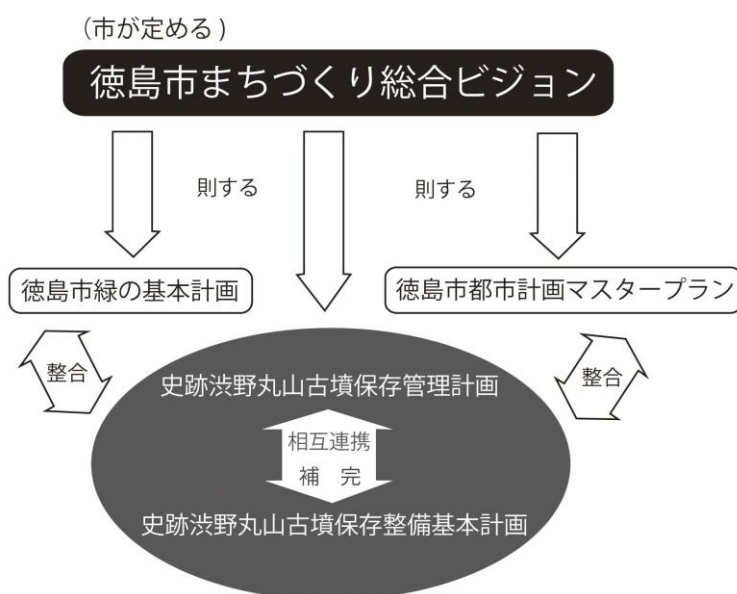 （市が定める)
徳島市まちづくり総合ビジョン
則する
則する
徳島市緑の基本計画
徳島市都市計画マスタープラン
整合
整合
史跡渋野丸山古墳保存管理計画
相互連携
補　完
史跡渋野丸山古墳保存整備基本計画